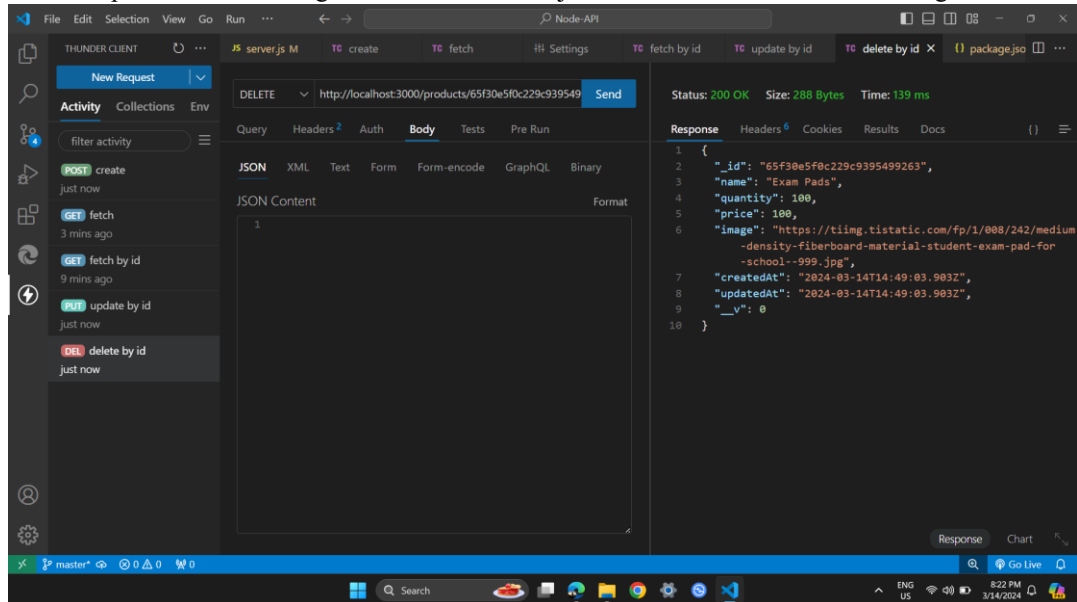 File Edit Selection View Go Run ··· Node-API
THUNDER CLIENT
JS server.js M TC create TC fetch Settings TC fetch by id TC update by id TC delete by id {} package.jso
New Request
Activity Collections Env
filter activity
POST create
just now
GET fetch
3 mins ago
GET fetch by id
9 mins ago
PUT update by id
just now
DEL delete by id
just now
DELETE http://localhost:3000/products/65f30e5f0c229c939549 Send
Query Headers 2 Auth Body Tests Pre Run
JSON XML Text Form Form-encode GraphQL Binary
JSON Content Format
1
Status: 200 OK Size: 288 Bytes Time: 139 ms
Response Headers 6 Cookies Results Docs {}
1 {
2 "_id": "65f30e5f0c229c9395499263",
3 "name": "Exam Pads",
4 "quantity": 100,
5 "price": 100,
6 "image": "https://tiimg.tistatic.com/fp/1/008/242/medium
-density-fiberboard-material-student-exam-pad-for
-school--999.jpg",
7 "createdAt": "2024-03-14T14:49:03.903Z",
8 "updatedAt": "2024-03-14T14:49:03.903Z",
9 "__v": 0
10 }
Response Chart
4
master* 0 0 0 Go Live
Search
ENG
US
8:22 PM
3/14/2024